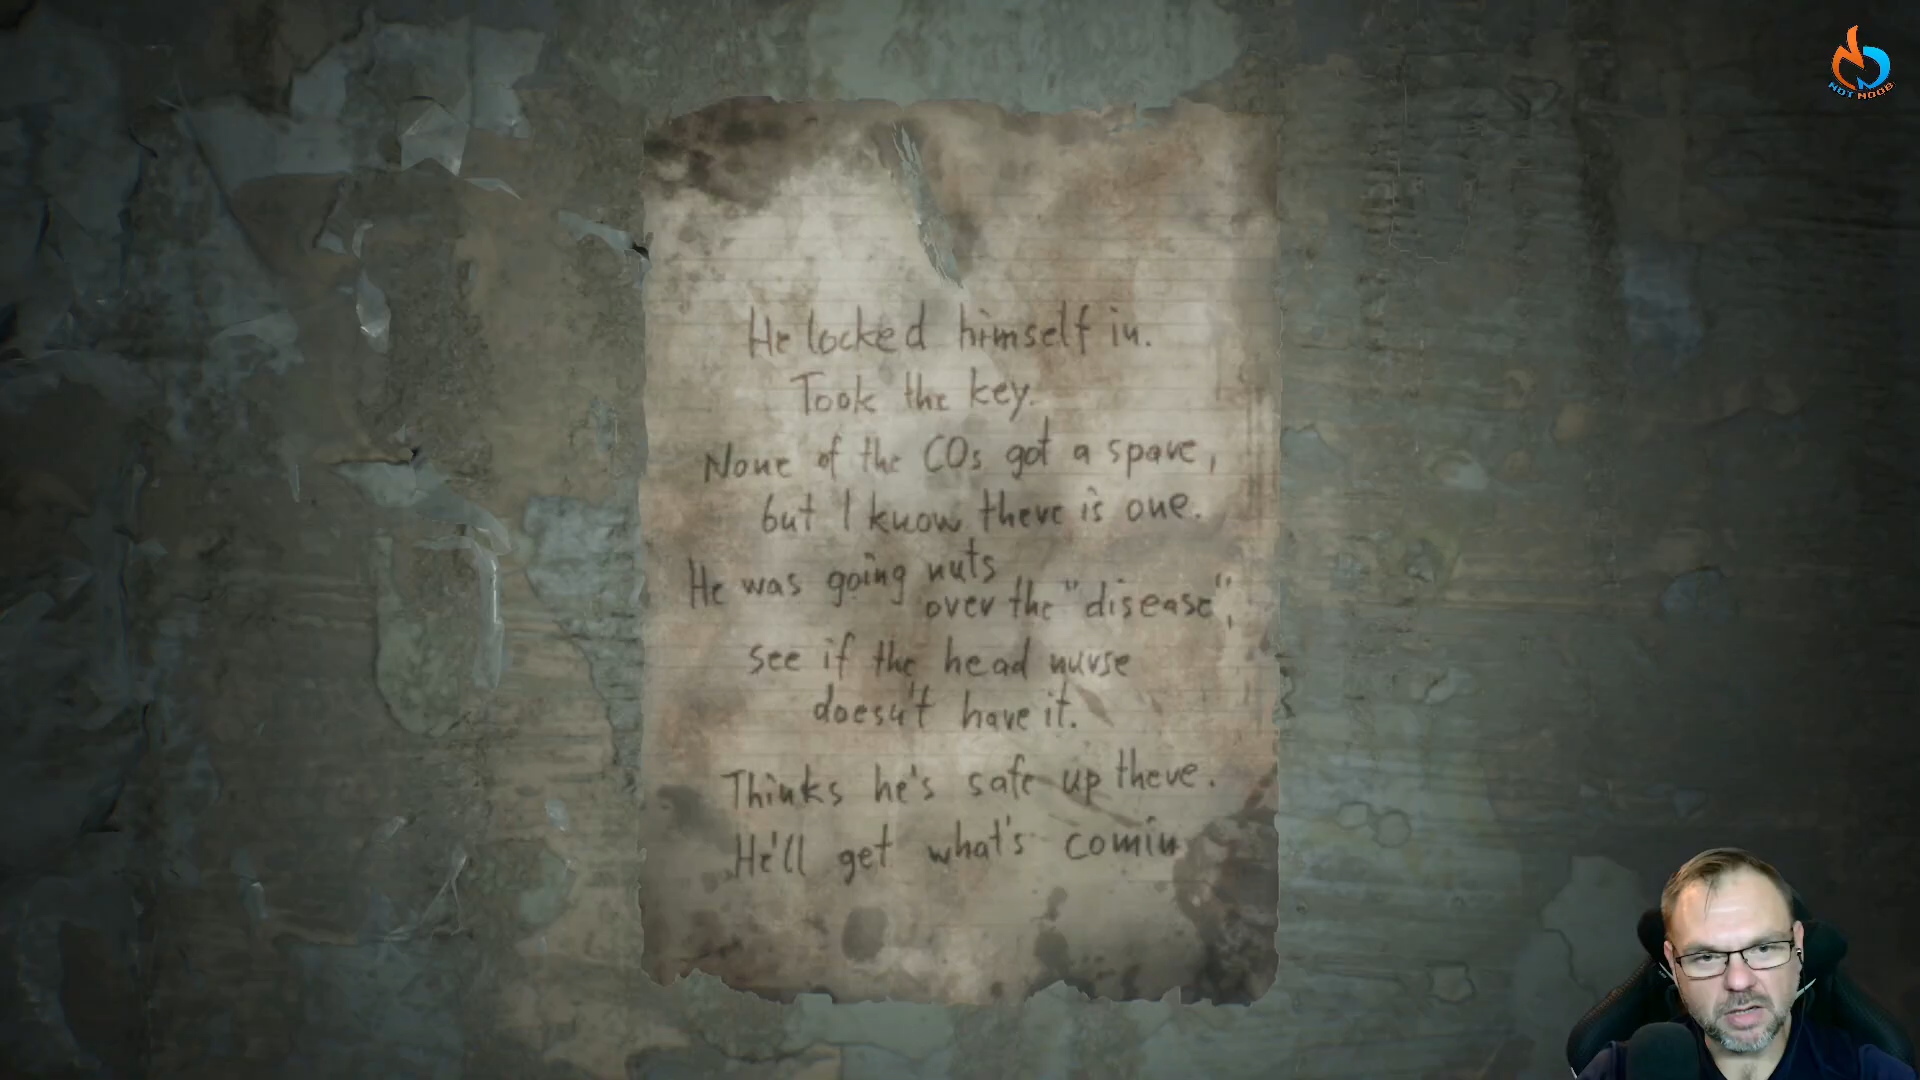 NOT NOOB
He locked himself in.
Took the key.
None of the COs got a spare,
but I know there is one.
He was going nuts
over the "disease",
see if the head nurse
doesn't have it.
Thinks he's safe up there.
He'll get what's comin